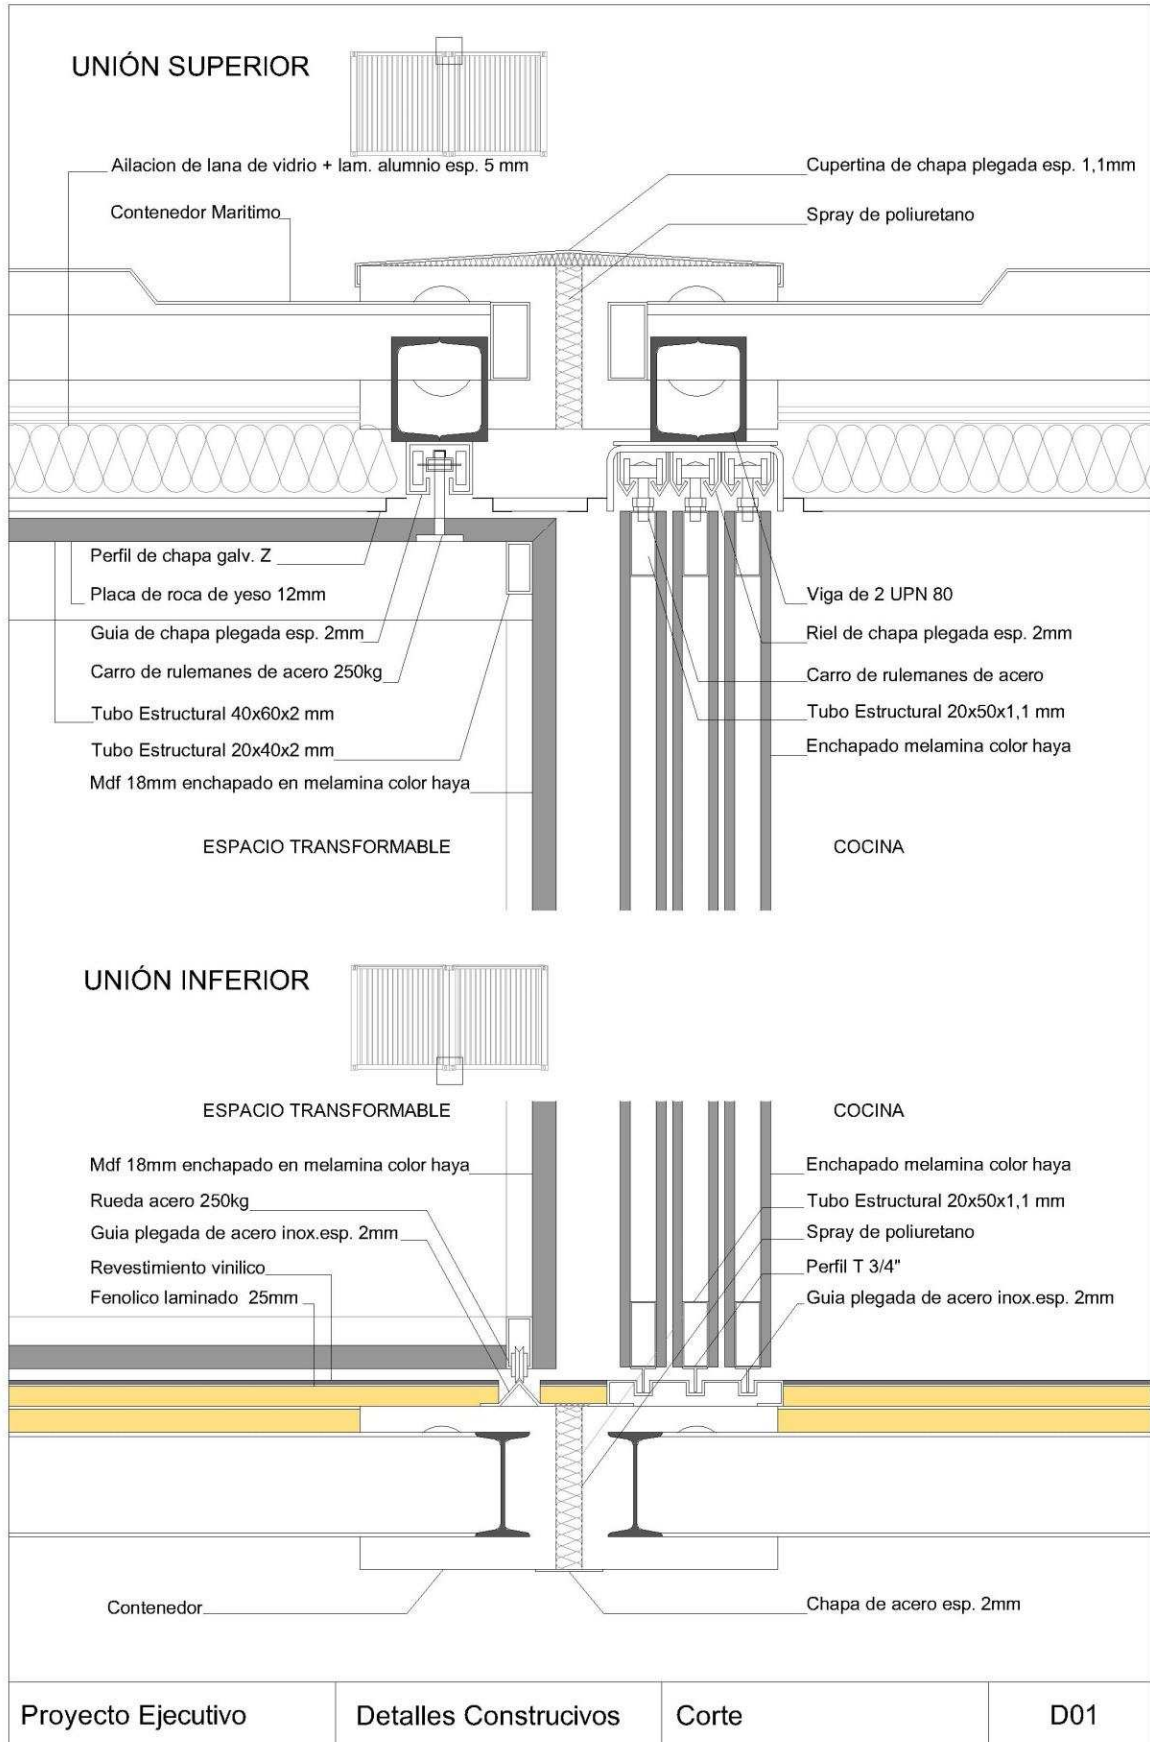 UNIÓN SUPERIOR
Ailacion de lana de vidrio + lam. alumnio esp. 5 mm
Contenedor Maritimo
Cupertina de chapa plegada esp. 1,1mm
Spray de poliuretano
Perfil de chapa galv. Z
Placa de roca de yeso 12mm
Guia de chapa plegada esp. 2mm
Carro de rulemanes de acero 250kg
Tubo Estructural 40x60x2 mm
Tubo Estructural 20x40x2 mm
Mdf 18mm enchapado en melamina color haya
Viga de 2 UPN 80
Riel de chapa plegada esp. 2mm
Carro de rulemanes de acero
Tubo Estructural 20x50x1,1 mm
Enchapado melamina color haya
ESPACIO TRANSFORMABLE
COCINA
UNIÓN INFERIOR
ESPACIO TRANSFORMABLE
COCINA
Mdf 18mm enchapado en melamina color haya
Rueda acero 250kg
Guia plegada de acero inox.esp. 2mm
Revestimiento vinilico
Fenolico laminado 25mm
Enchapado melamina color haya
Tubo Estructural 20x50x1,1 mm
Spray de poliuretano
Perfil T 3/4"
Guia plegada de acero inox.esp. 2mm
Contenedor
Chapa de acero esp. 2mm
Proyecto Ejecutivo
Detalles Construcivos
Corte
D01